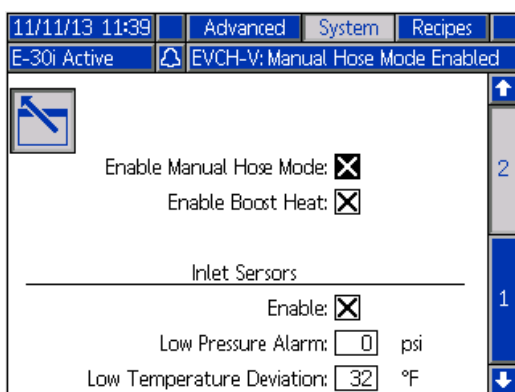 11/11/13 11:39 Advanced System Recipes
E-30i Active EVCH-V: Manual Hose Mode Enabled
Enable Manual Hose Mode:
2
Enable Boost Heat:
Inlet Sersors
1
Enable:
Low Pressure Alarm: 0 psi
Low Temperature Deviation: 32 °F